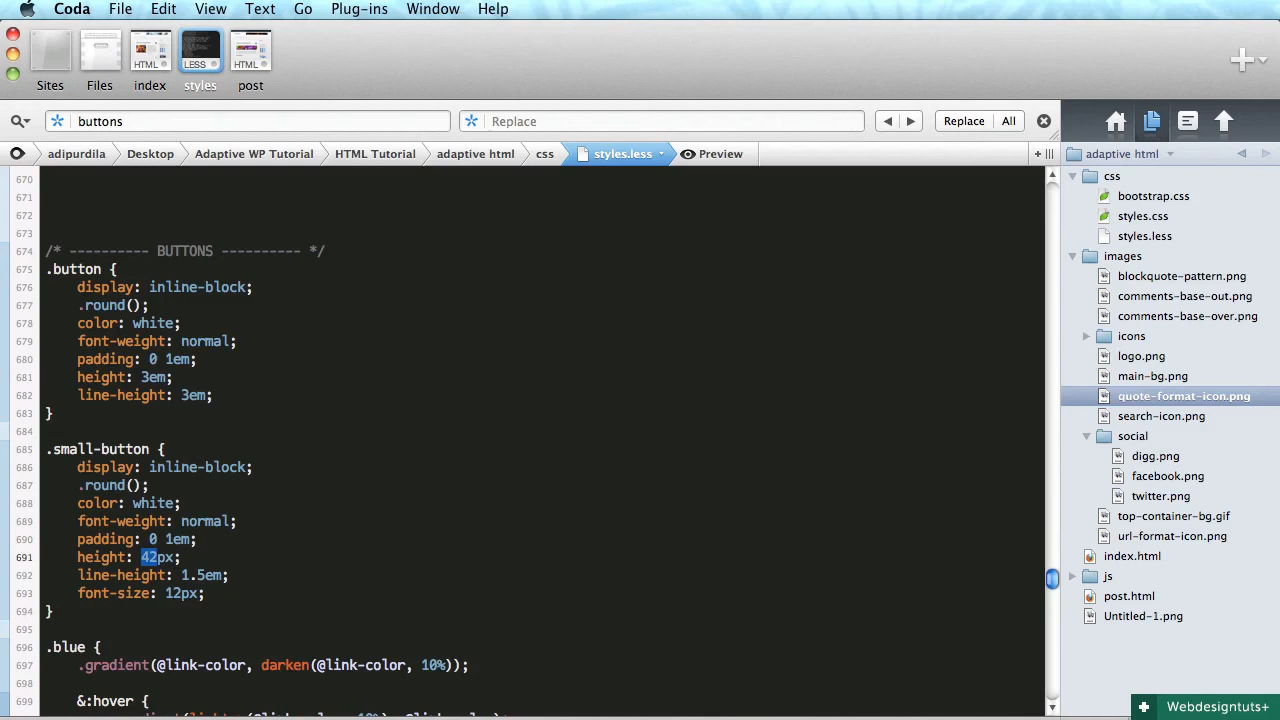 Coda File Edit View Text Go Plug-ins Window Help
HTML LESS HTML
Sites Files index styles post
buttons Replace Replace All
adipurdila Desktop Adaptive WP Tutorial HTML Tutorial adaptive html css styles.less Preview
adaptive html
670
671
672
673
674 /* ---------- BUTTONS ---------- */
675 .button {
676 display: inline-block;
677 .round();
678 color: white;
679 font-weight: normal;
680 padding: 0 1em;
681 height: 3em;
682 line-height: 3em;
683 }
684
685 .small-button {
686 display: inline-block;
687 .round();
688 color: white;
689 font-weight: normal;
690 padding: 0 1em;
691 height: 42px;
692 line-height: 1.5em;
693 font-size: 12px;
694 }
695
696 .blue {
697 .gradient(@link-color, darken(@link-color, 10%));
698
699 &:hover {
css
bootstrap.css
styles.css
styles.less
images
blockquote-pattern.png
comments-base-out.png
comments-base-over.png
icons
logo.png
main-bg.png
quote-format-icon.png
search-icon.png
social
digg.png
facebook.png
twitter.png
top-container-bg.gif
url-format-icon.png
index.html
js
post.html
Untitled-1.png
Webdesigntuts+